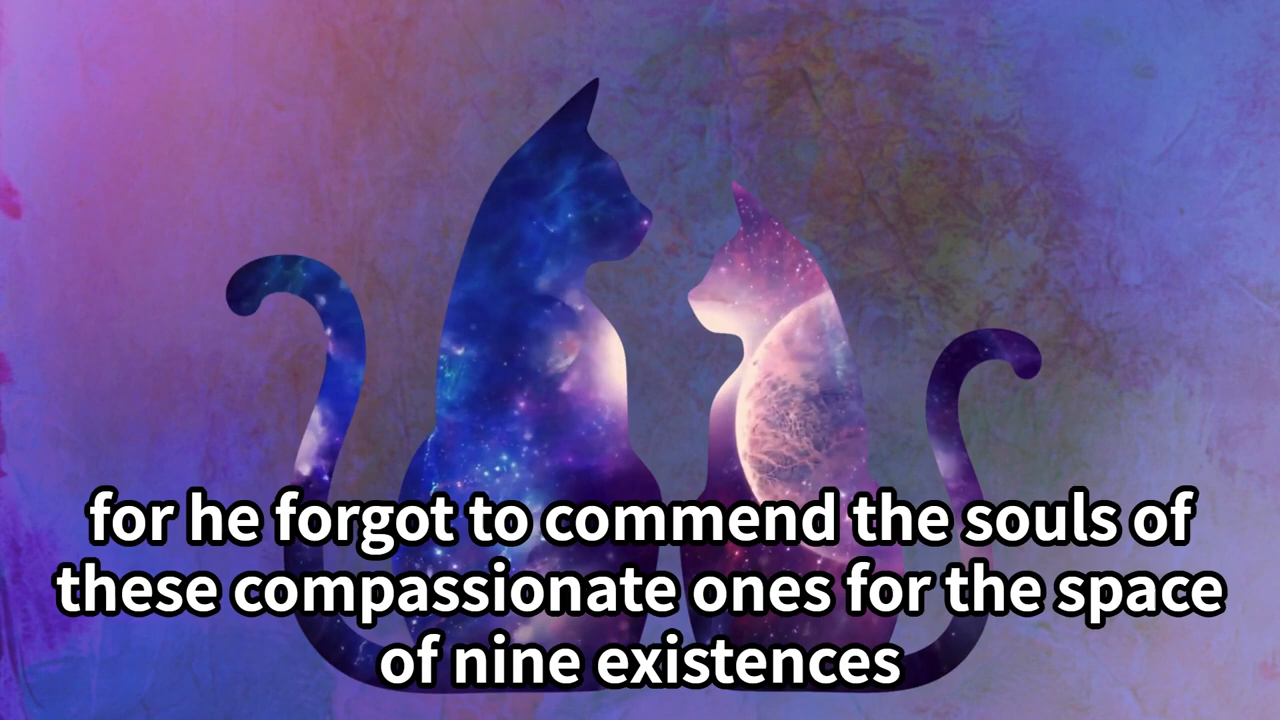 for he forgot to commend the souls of
these compassionate ones for the space
of nine existences